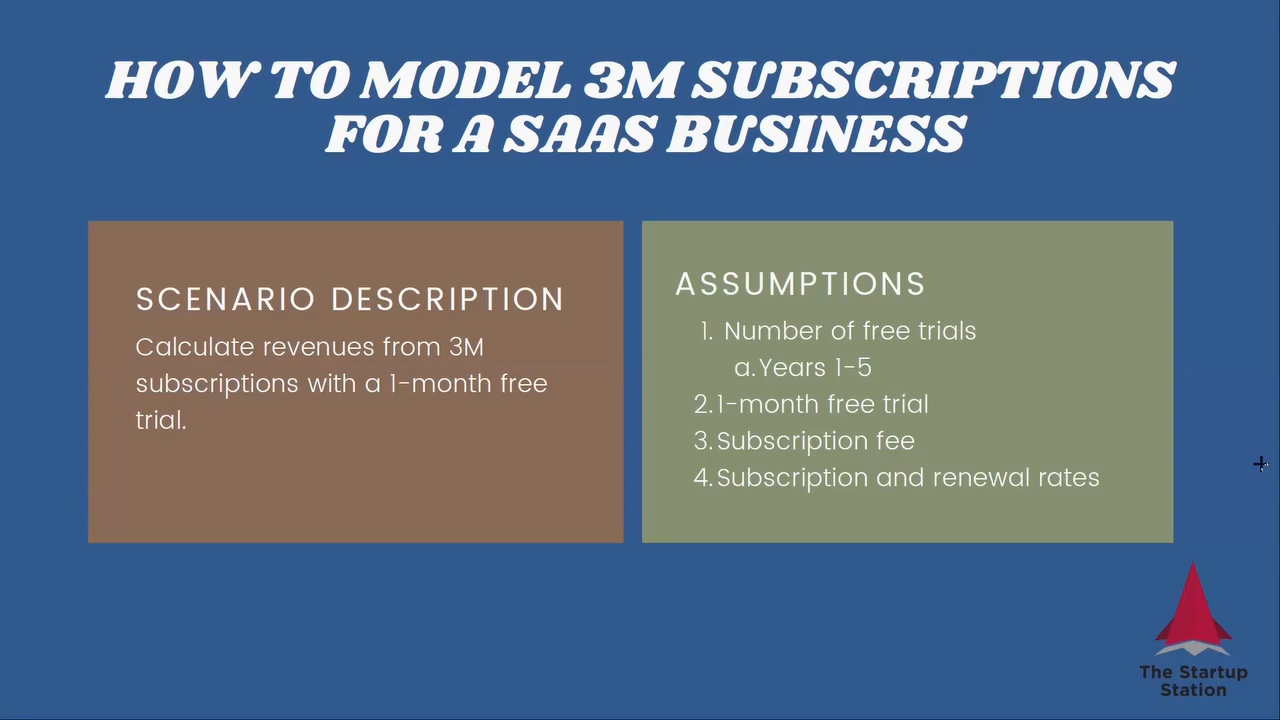 HOW TO MODEL 3M SUBSCRIPTIONS
FOR A SAAS BUSINESS
SCENARIO DESCRIPTION
Calculate revenues from 3M
subscriptions with a 1-month free
trial.
ASSUMPTIONS
1. Number of free trials
a. Years 1-5
2. 1-month free trial
3. Subscription fee
4. Subscription and renewal rates
The Startup
Station